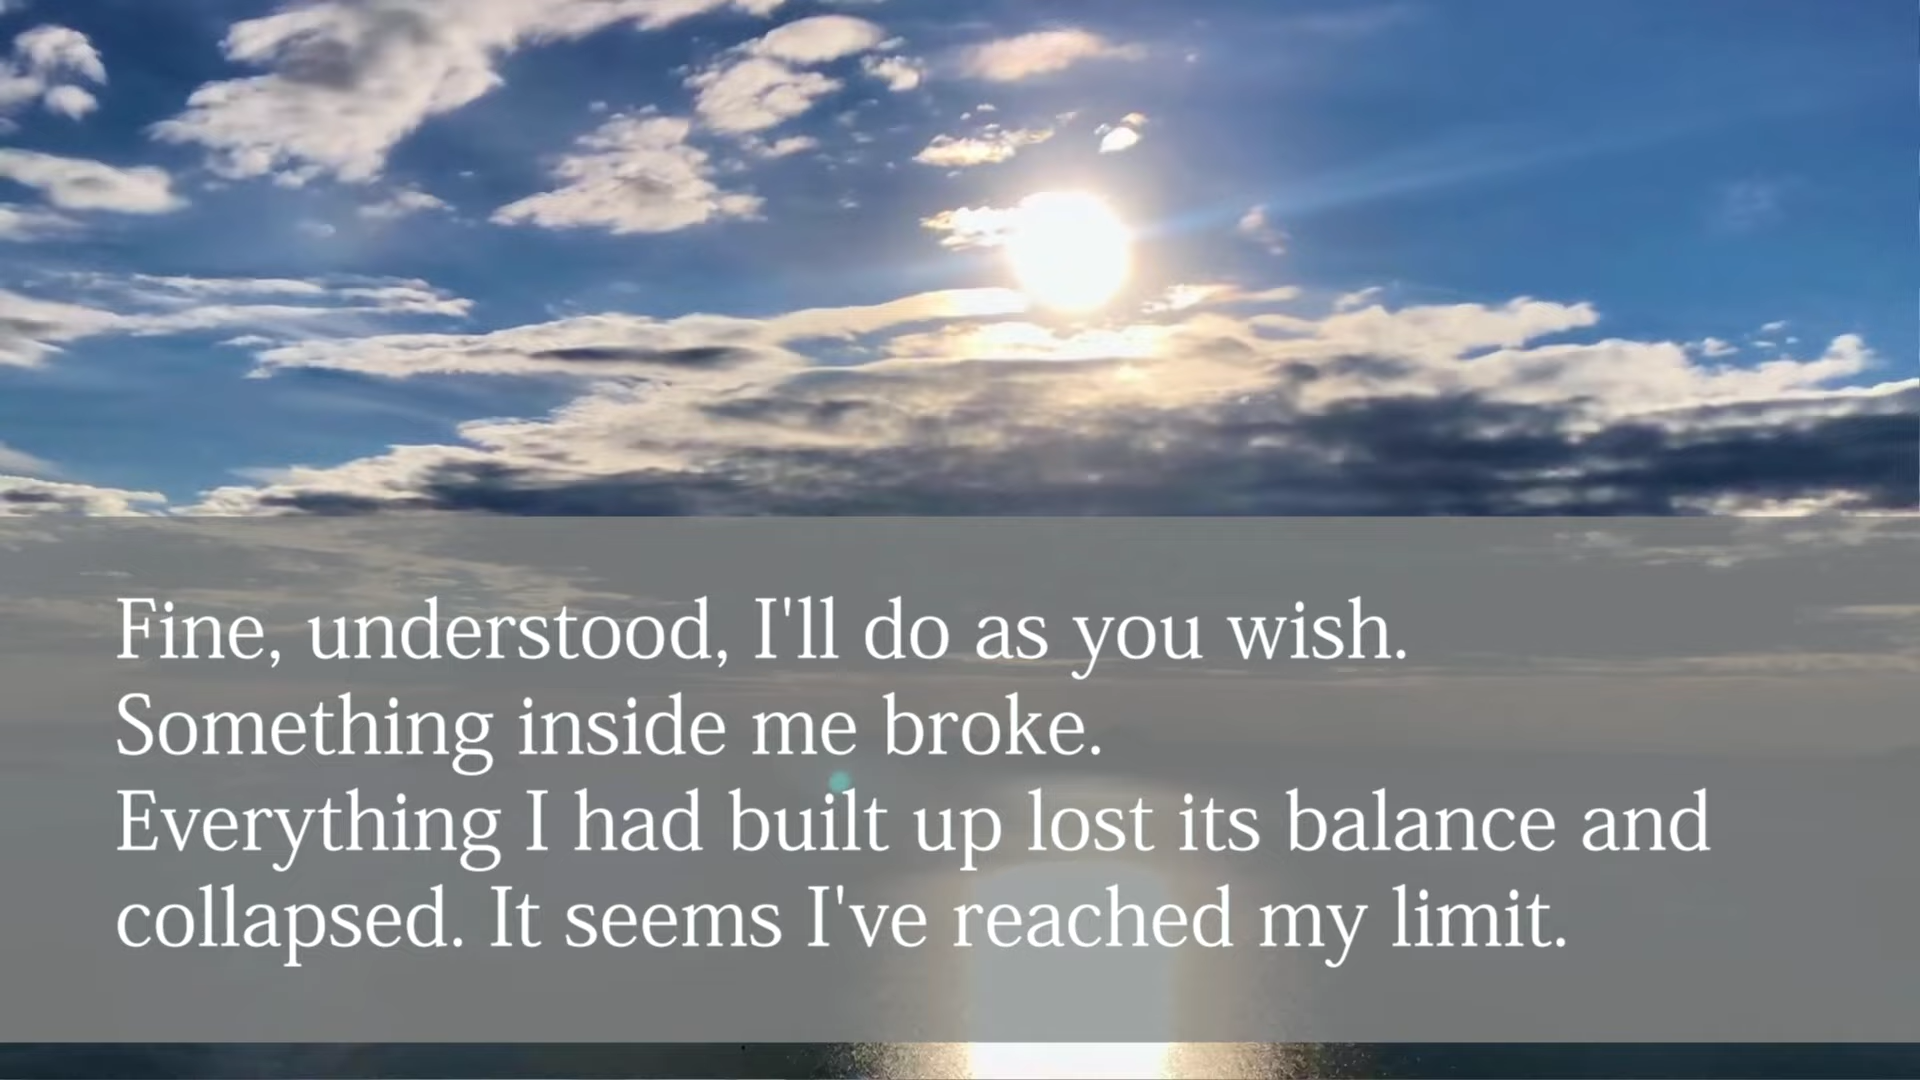 Fine, understood, I'll do as you wish.
Something inside me broke.
Everything I had built up lost its balance and
collapsed. It seems I've reached my limit.